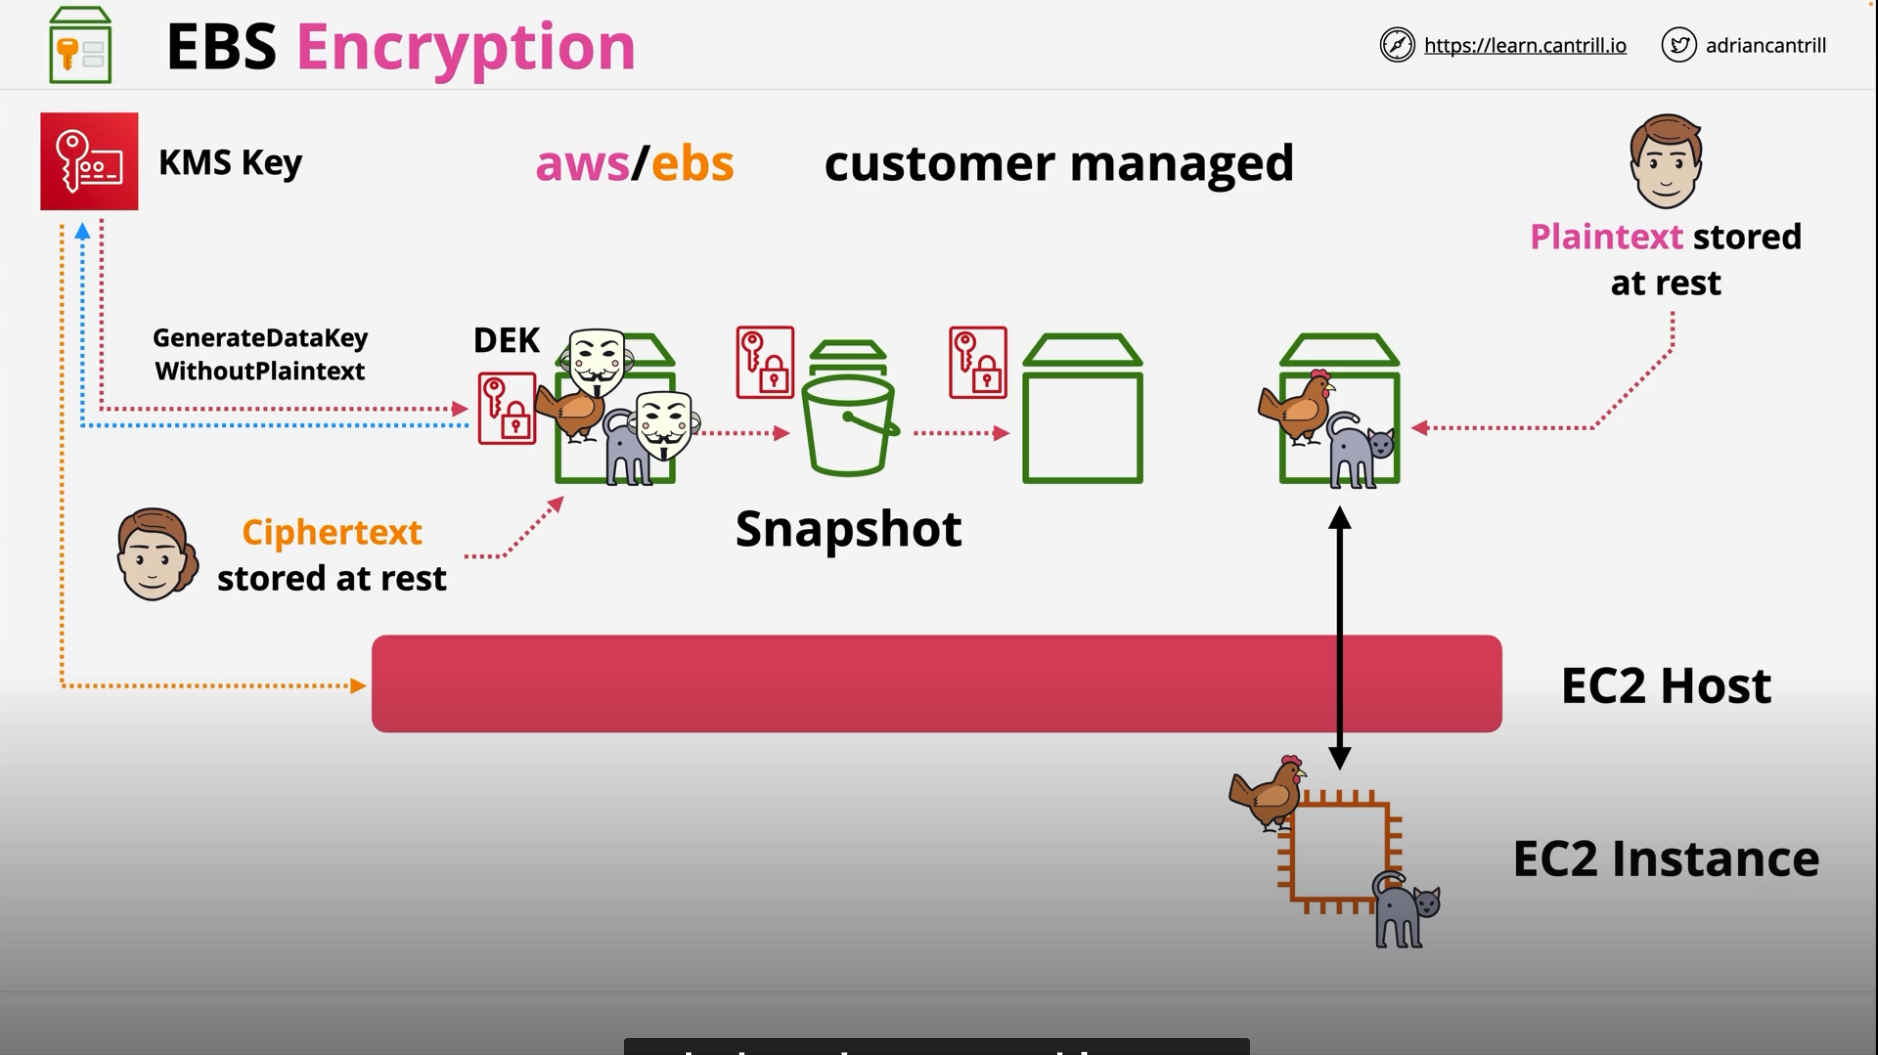 EBS Encryption
https://learn.cantrill.io
adriancantrill
KMS Key
aws/ebs
customer managed
Plaintext stored
at rest
GenerateDataKey
WithoutPlaintext
DEK
Ciphertext
stored at rest
Snapshot
EC2 Host
EC2 Instance